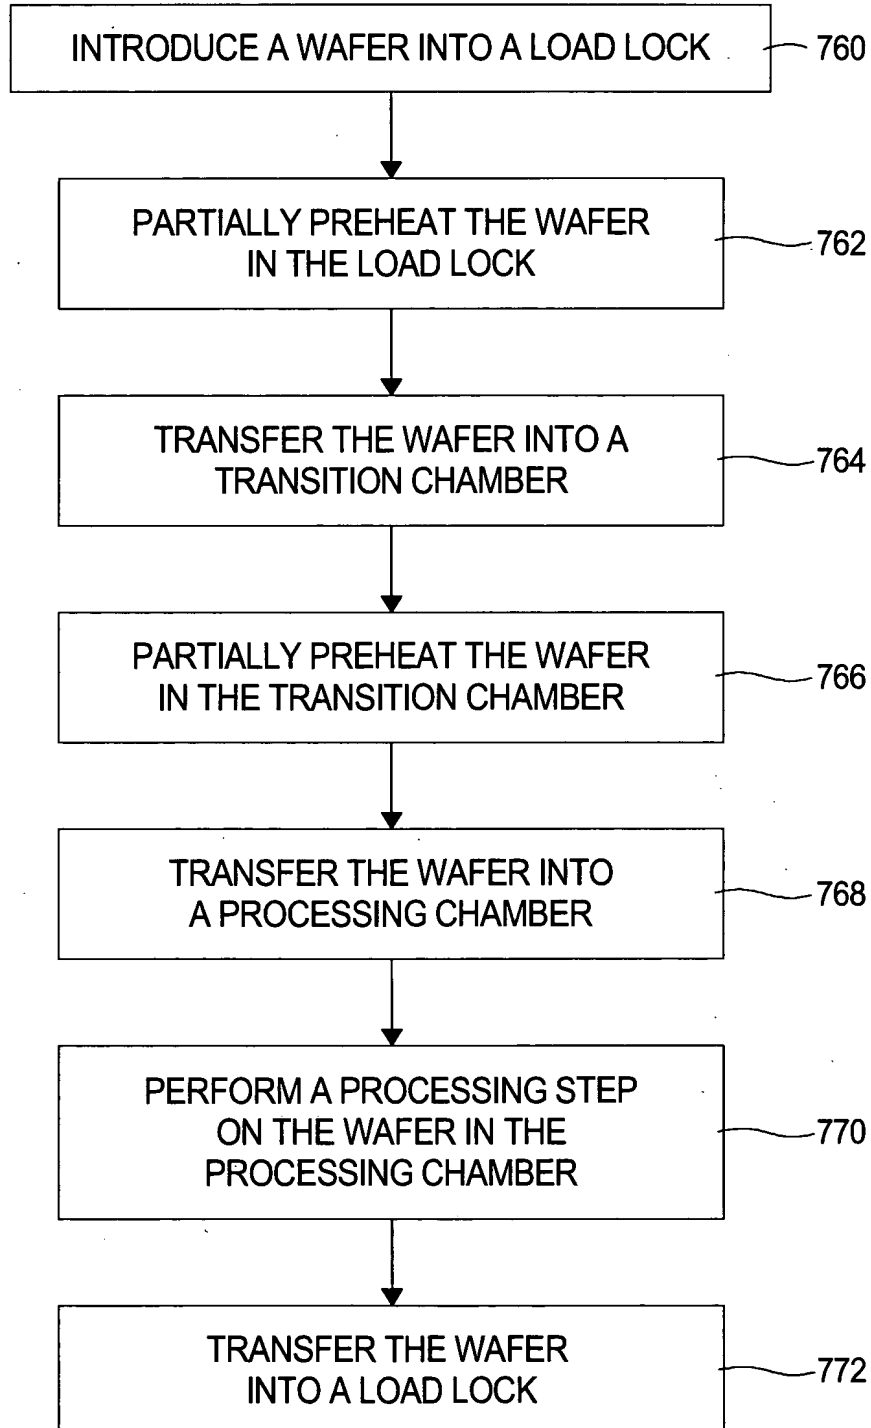 INTRODUCE A WAFER INTO A LOAD LOCK
760
PARTIALLY PREHEAT THE WAFER
IN THE LOAD LOCK
762
TRANSFER THE WAFER INTO A
TRANSITION CHAMBER
764
PARTIALLY PREHEAT THE WAFER
IN THE TRANSITION CHAMBER
766
TRANSFER THE WAFER INTO
A PROCESSING CHAMBER
768
PERFORM A PROCESSING STEP
ON THE WAFER IN THE
PROCESSING CHAMBER
770
TRANSFER THE WAFER
INTO A LOAD LOCK
772